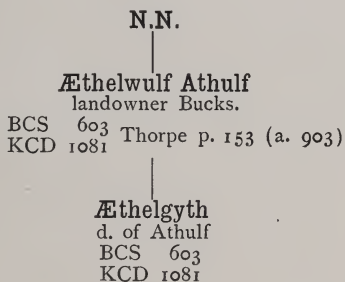 N.N.
Æthelwulf Athulf
landowner Bucks.
BCS 603
KCD 1081 Thorpe p. 153 (a. 903)
Æthelgyth
d. of Athulf
BCS 603
KCD 1081